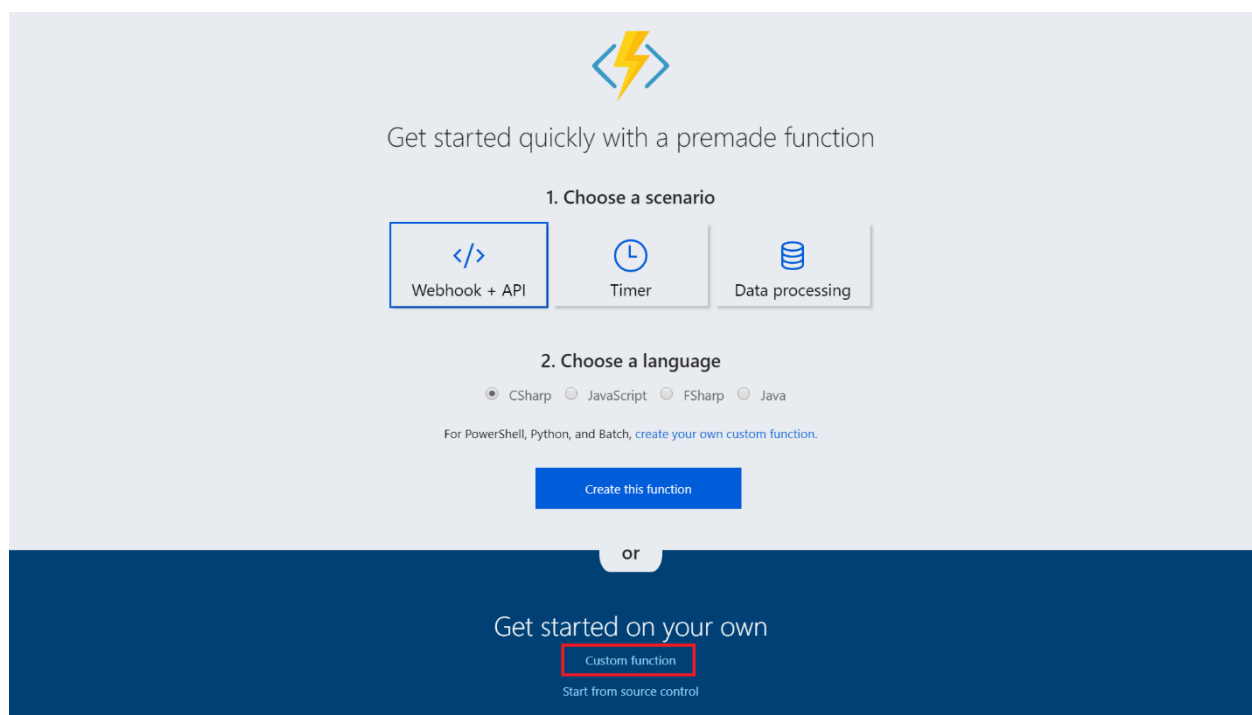 Get started quickly with a premade function
1. Choose a scenario
</>
Webhook + API
Timer
Data processing
2. Choose a language
CSharp JavaScript FSharp Java
For PowerShell, Python, and Batch, create your own custom function.
Create this function
or
Get started on your own
Custom function
Start from source control